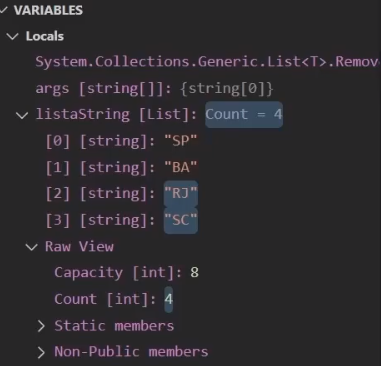 VARIABLES
Locals
System.Collections.Generic.List<T>.Remov
args [string[]]: {string[0]}
listaString [List]: Count = 4
[0] [string]: "SP"
[1] [string]: "BA"
[2] [string]: "RJ"
[3] [string]: "SC"
Raw View
Capacity [int]: 8
Count [int]: 4
Static members
Non-Public members